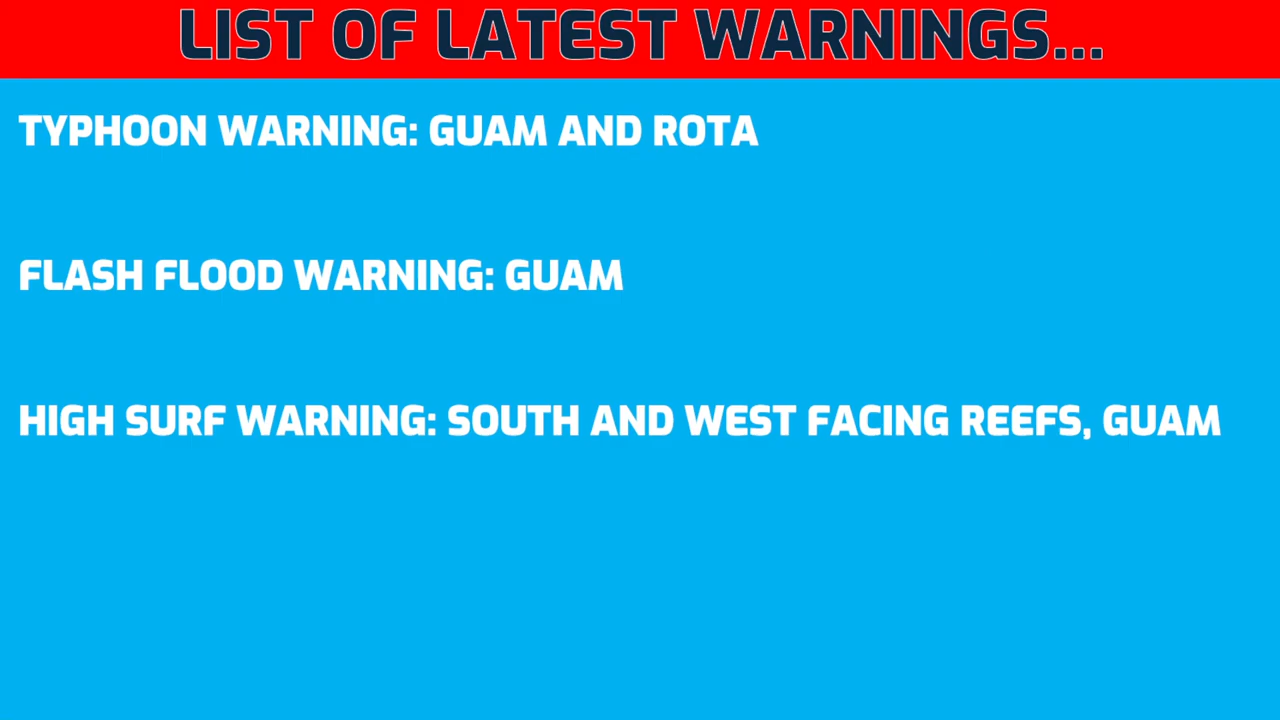 LIST OF LATEST WARNINGS...
TYPHOON WARNING: GUAM AND ROTA
FLASH FLOOD WARNING: GUAM
HIGH SURF WARNING: SOUTH AND WEST FACING REEFS, GUAM